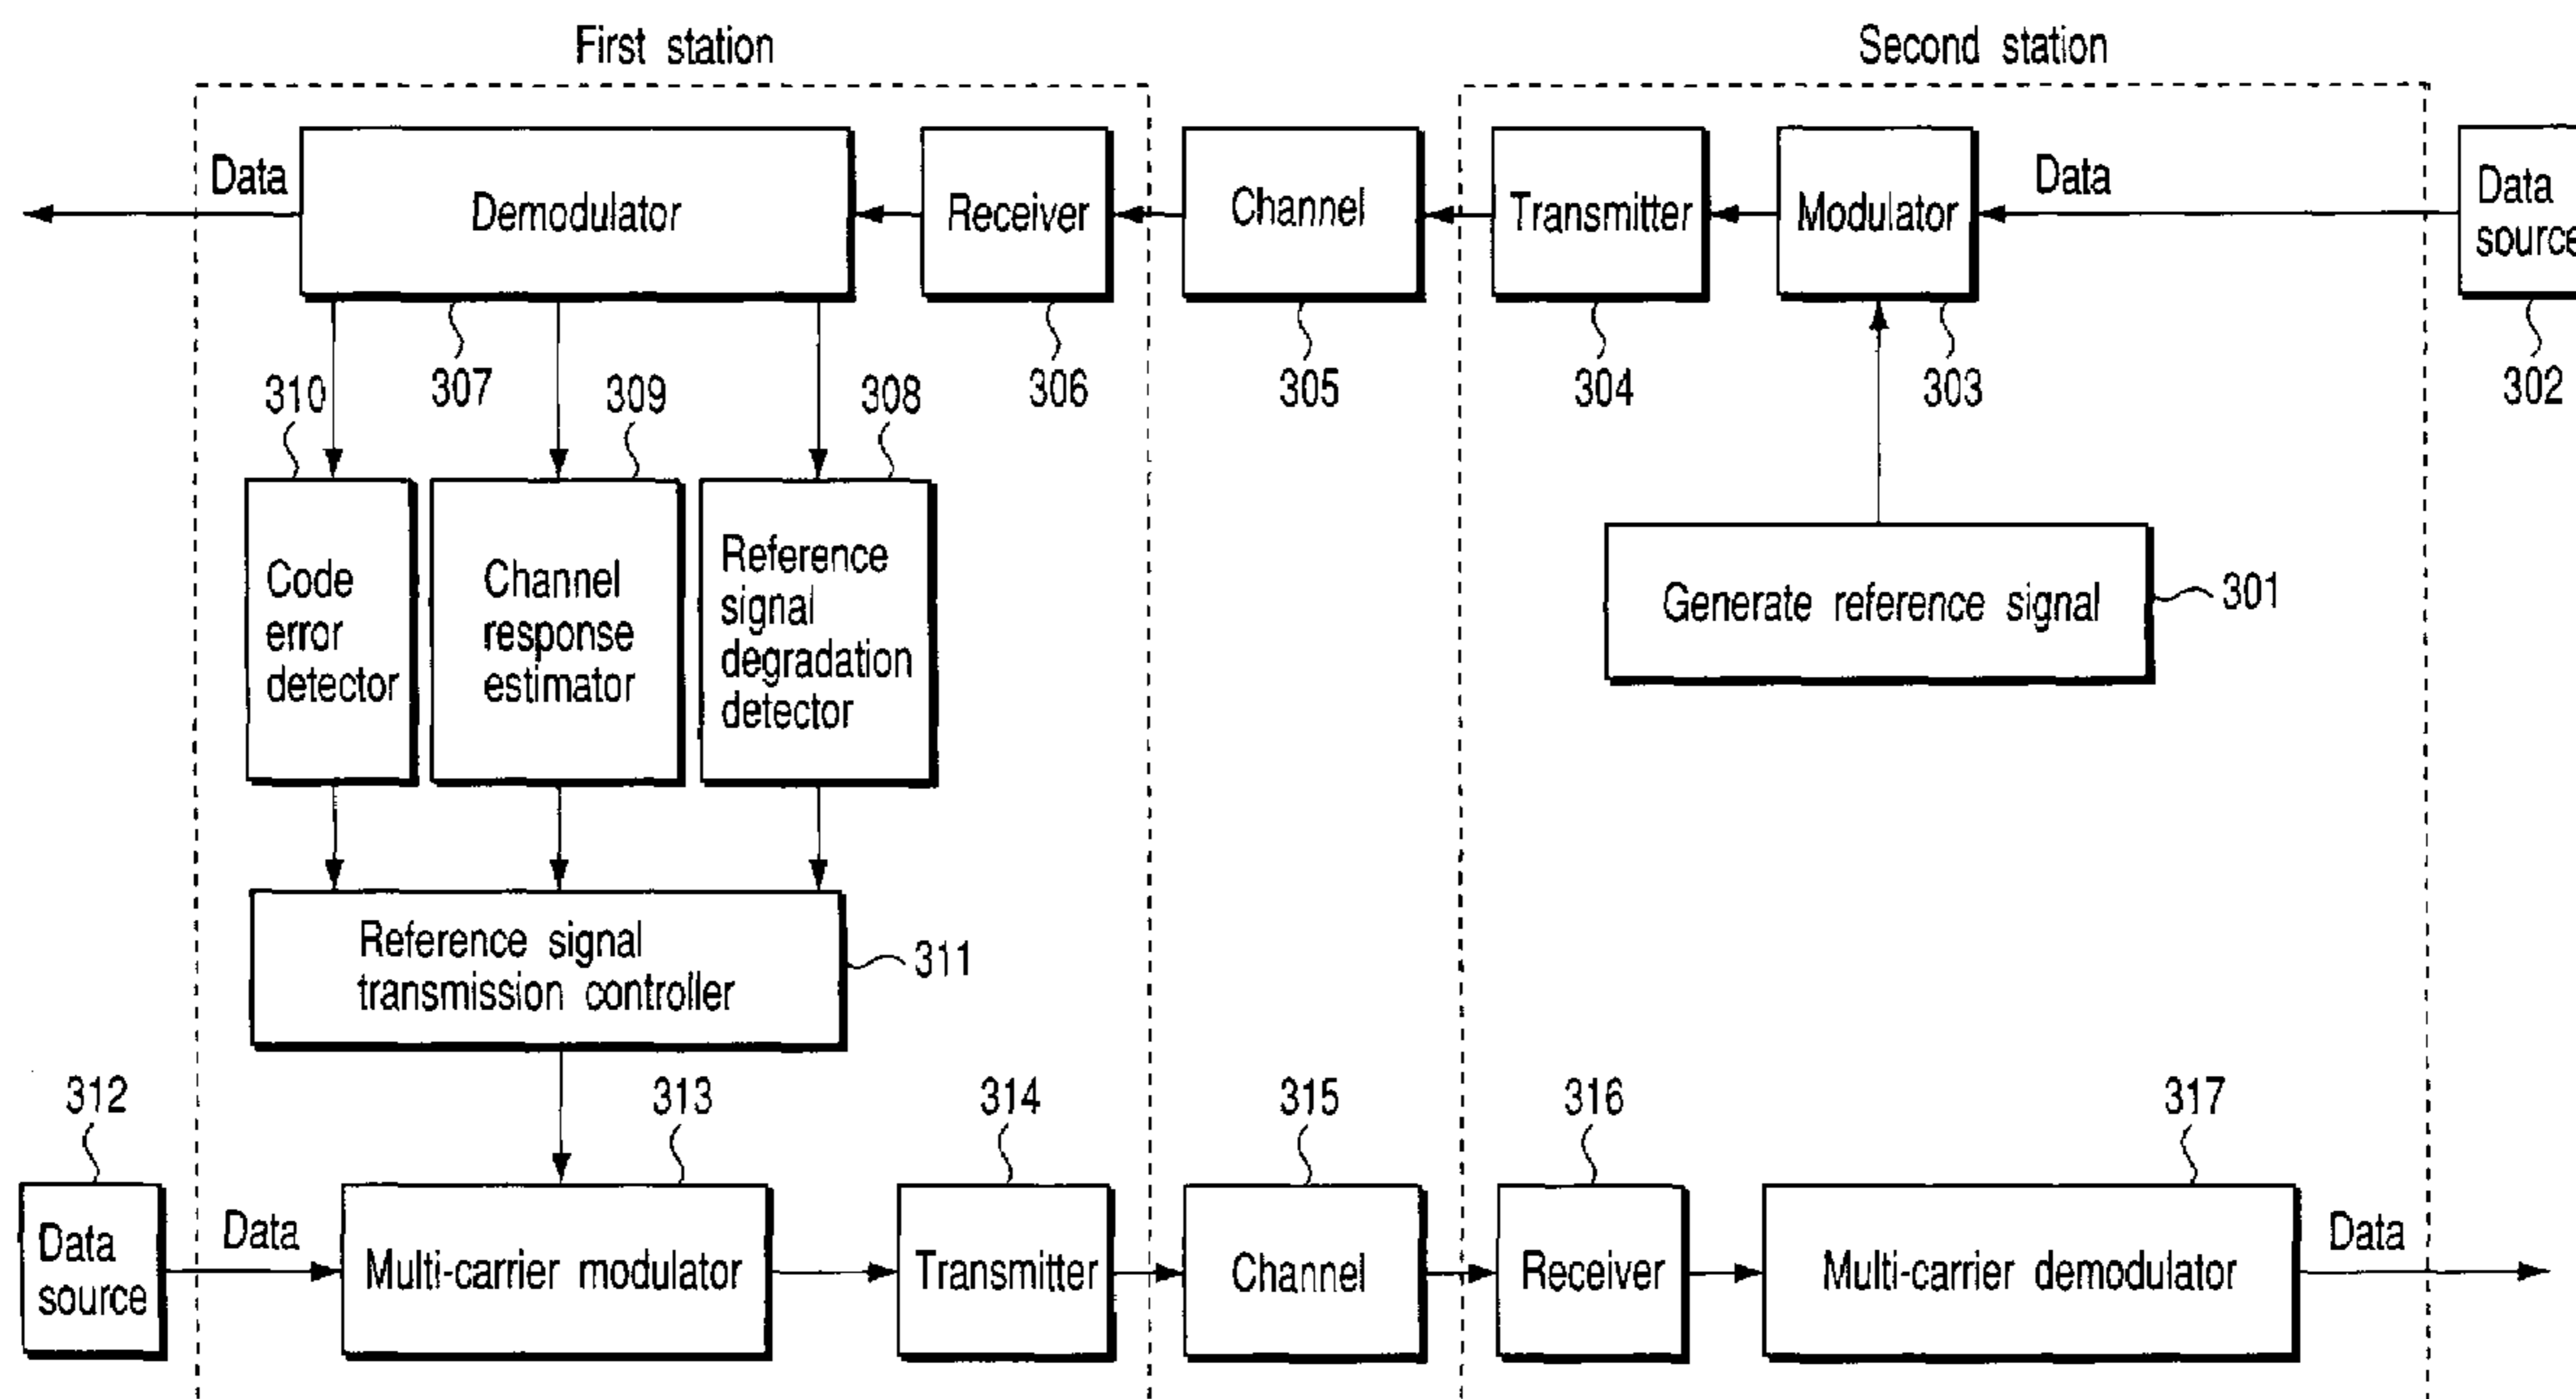 First station
Second station
Data
Demodulator
Receiver
Channel
Transmitter
Modulator
Data
Data
source
307
306
305
304
303
302
310
309
308
Code
error
detector
Channel
response
estimator
Reference
signal
degradation
detector
Generate reference signal
301
Reference signal
transmission controller
311
312
313
314
315
316
317
Data
source
Data
Multi-carrier modulator
Transmitter
Channel
Receiver
Multi-carrier demodulator
Data